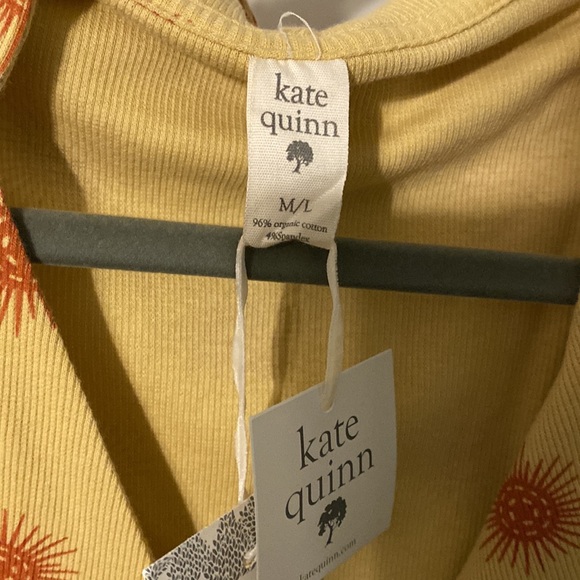 kate
quinn
M/L
96% organic cotton
4%Spandex
kate
quinn
katequinn.com